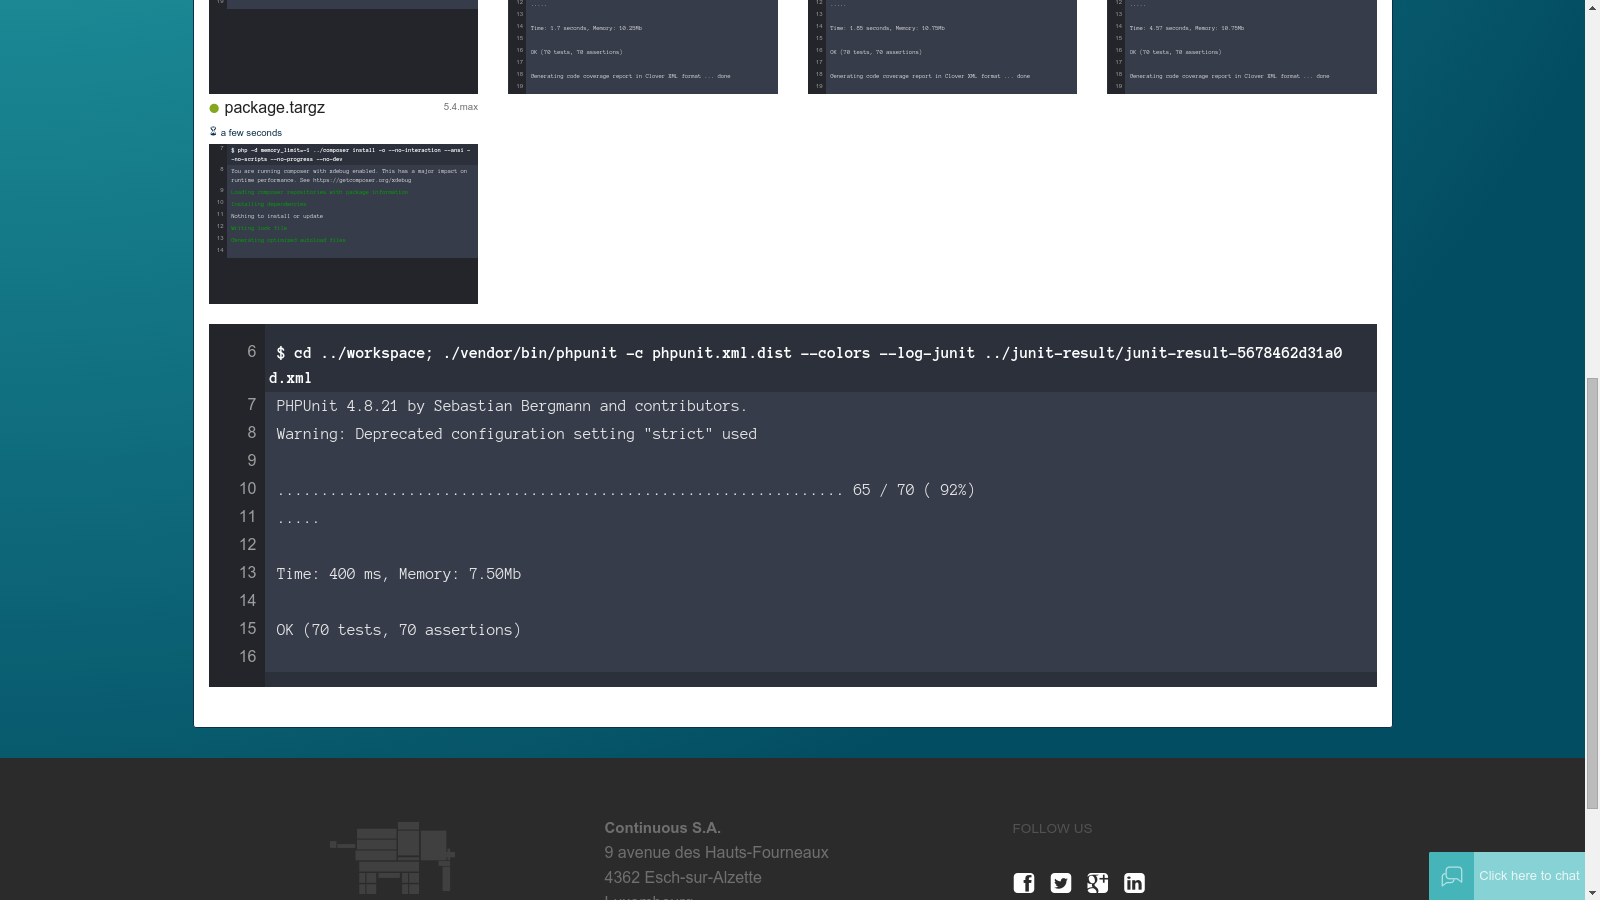 19
12 .....
13
14 Time: 1.7 seconds, Memory: 10.25Mb
15
16 OK (70 tests, 70 assertions)
17
18 Generating code coverage report in Clover XML format ... done
19
12 .....
13
14 Time: 1.85 seconds, Memory: 10.75Mb
15
16 OK (70 tests, 70 assertions)
17
18 Generating code coverage report in Clover XML format ... done
19
12 .....
13
14 Time: 4.57 seconds, Memory: 10.75Mb
15
16 OK (70 tests, 70 assertions)
17
18 Generating code coverage report in Clover XML format ... done
19
package.targz 5.4.max
a few seconds
7 $ php -d memory_limit=-1 ../composer install -o --no-interaction --ansi -
-no-scripts --no-progress --no-dev
8 You are running composer with xdebug enabled. This has a major impact on
runtime performance. See https://getcomposer.org/xdebug
9 Loading composer repositories with package information
10 Installing dependencies
11 Nothing to install or update
12 Writing lock file
13 Generating optimized autoload files
14
6 $ cd ../workspace; ./vendor/bin/phpunit -c phpunit.xml.dist --colors --log-junit ../junit-result/junit-result-5678462d31a0
d.xml
7 PHPUnit 4.8.21 by Sebastian Bergmann and contributors.
8 Warning: Deprecated configuration setting "strict" used
9
10 ................................................................. 65 / 70 ( 92%)
11 .....
12
13 Time: 400 ms, Memory: 7.50Mb
14
15 OK (70 tests, 70 assertions)
16
Continuous S.A.
9 avenue des Hauts-Fourneaux
4362 Esch-sur-Alzette
Luxembourg
FOLLOW US
Click here to chat